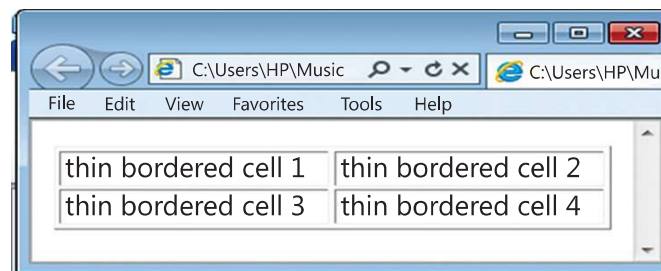 C:\Users\HP\Music
C:\Users\HP\Mu
File Edit View Favorites Tools Help
thin bordered cell 1 thin bordered cell 2
thin bordered cell 3 thin bordered cell 4